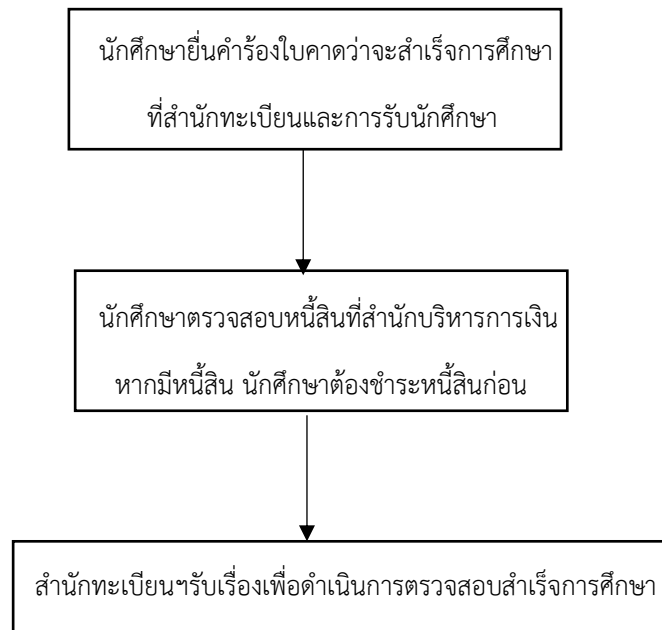 นักศึกษายื่นคำร้องใบคาดว่าจะสำเร็จการศึกษา
ที่สำนักทะเบียนและการรับนักศึกษา
นักศึกษาตรวจสอบหนี้สินที่สำนักบริหารการเงิน
หากมีหนี้สิน นักศึกษาต้องชำระหนี้สินก่อน
สำนักทะเบียนฯรับเรื่องเพื่อดำเนินการตรวจสอบสำเร็จการศึกษา